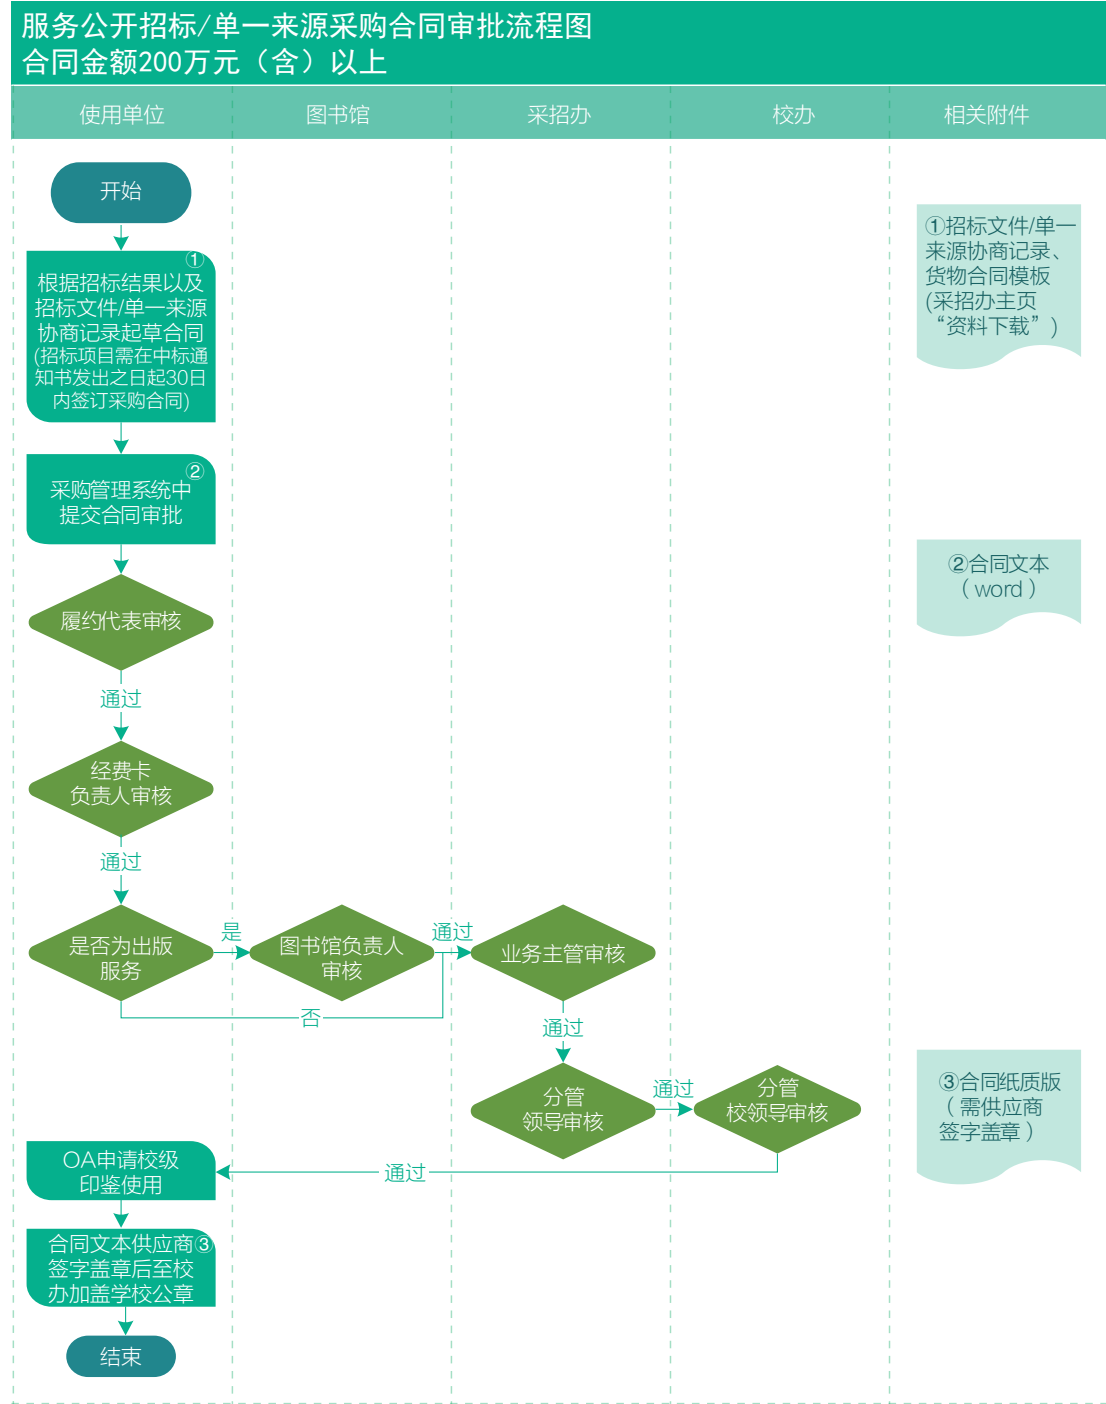 服务公开招标/单一来源采购合同审批流程图
合同金额200万元（含）以上
使用单位
图书馆
采招办
校办
相关附件
开始
①
根据招标结果以及
招标文件/单一来源
协商记录起草合同
(招标项目需在中标通
知书发出之日起30日
内签订采购合同)
①招标文件/单一
来源协商记录、
货物合同模板
(采招办主页
“资料下载”)
②
采购管理系统中
提交合同审批
②合同文本
（word）
履约代表审核
通过
经费卡
负责人审核
通过
是否为出版
服务
是
否
图书馆负责人
审核
通过
业务主管审核
通过
分管
领导审核
通过
分管
校领导审核
通过
③合同纸质版
（需供应商
签字盖章）
OA申请校级
印鉴使用
合同文本供应商③
签字盖章后至校
办加盖学校公章
结束